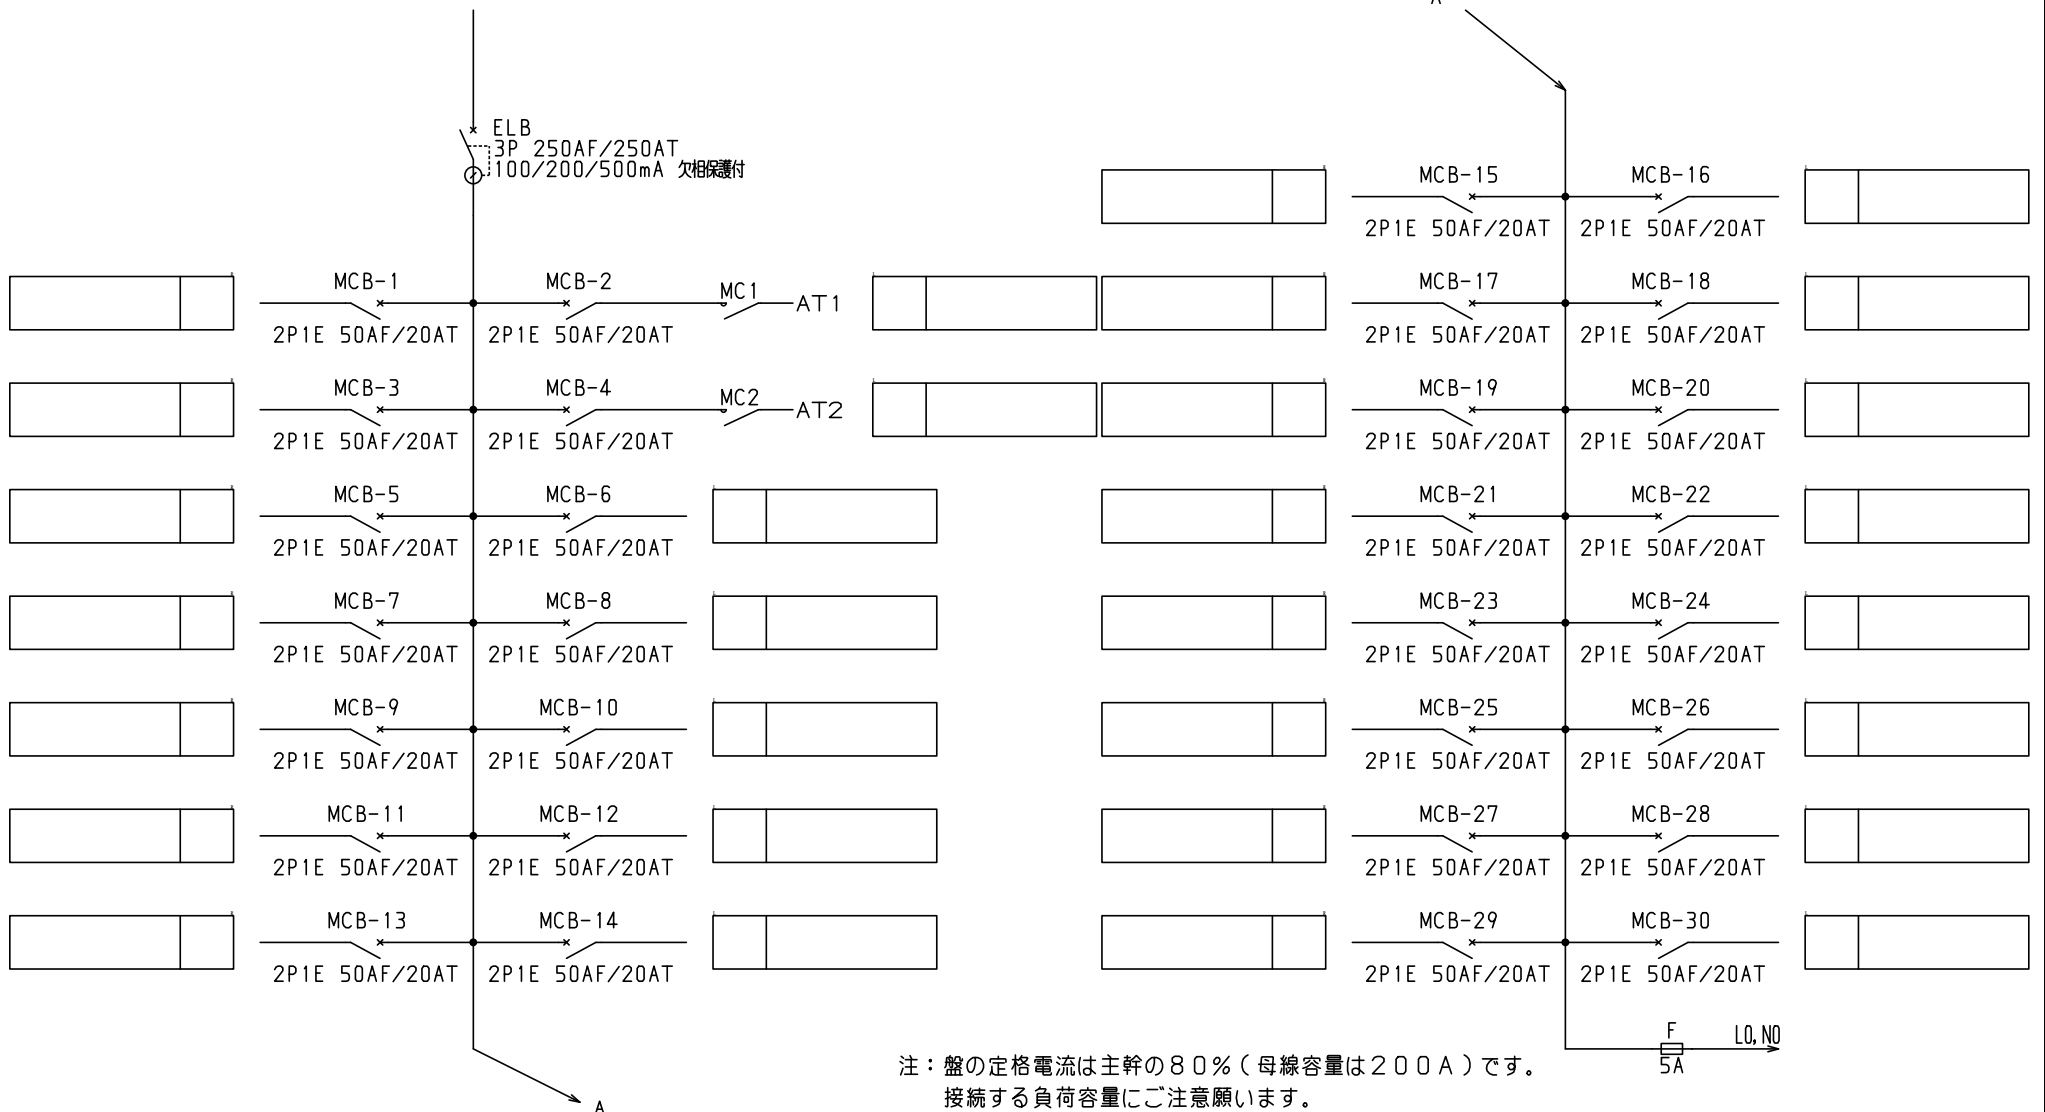 ELB
3P 250AF/250AT
100/200/500mA 欠相保護付
MCB-1 MCB-2 MC1 AT1
2P1E 50AF/20AT 2P1E 50AF/20AT
MCB-3 MCB-4 MC2 AT2
2P1E 50AF/20AT 2P1E 50AF/20AT
MCB-5 MCB-6
2P1E 50AF/20AT 2P1E 50AF/20AT
MCB-7 MCB-8
2P1E 50AF/20AT 2P1E 50AF/20AT
MCB-9 MCB-10
2P1E 50AF/20AT 2P1E 50AF/20AT
MCB-11 MCB-12
2P1E 50AF/20AT 2P1E 50AF/20AT
MCB-13 MCB-14
2P1E 50AF/20AT 2P1E 50AF/20AT
A
A
MCB-15 MCB-16
2P1E 50AF/20AT 2P1E 50AF/20AT
MCB-17 MCB-18
2P1E 50AF/20AT 2P1E 50AF/20AT
MCB-19 MCB-20
2P1E 50AF/20AT 2P1E 50AF/20AT
MCB-21 MCB-22
2P1E 50AF/20AT 2P1E 50AF/20AT
MCB-23 MCB-24
2P1E 50AF/20AT 2P1E 50AF/20AT
MCB-25 MCB-26
2P1E 50AF/20AT 2P1E 50AF/20AT
MCB-27 MCB-28
2P1E 50AF/20AT 2P1E 50AF/20AT
MCB-29 MCB-30
2P1E 50AF/20AT 2P1E 50AF/20AT
F L0,N0
5A
注：盤の定格電流は主幹の８０％（母線容量は２００Ａ）です。
接続する負荷容量にご注意願います。